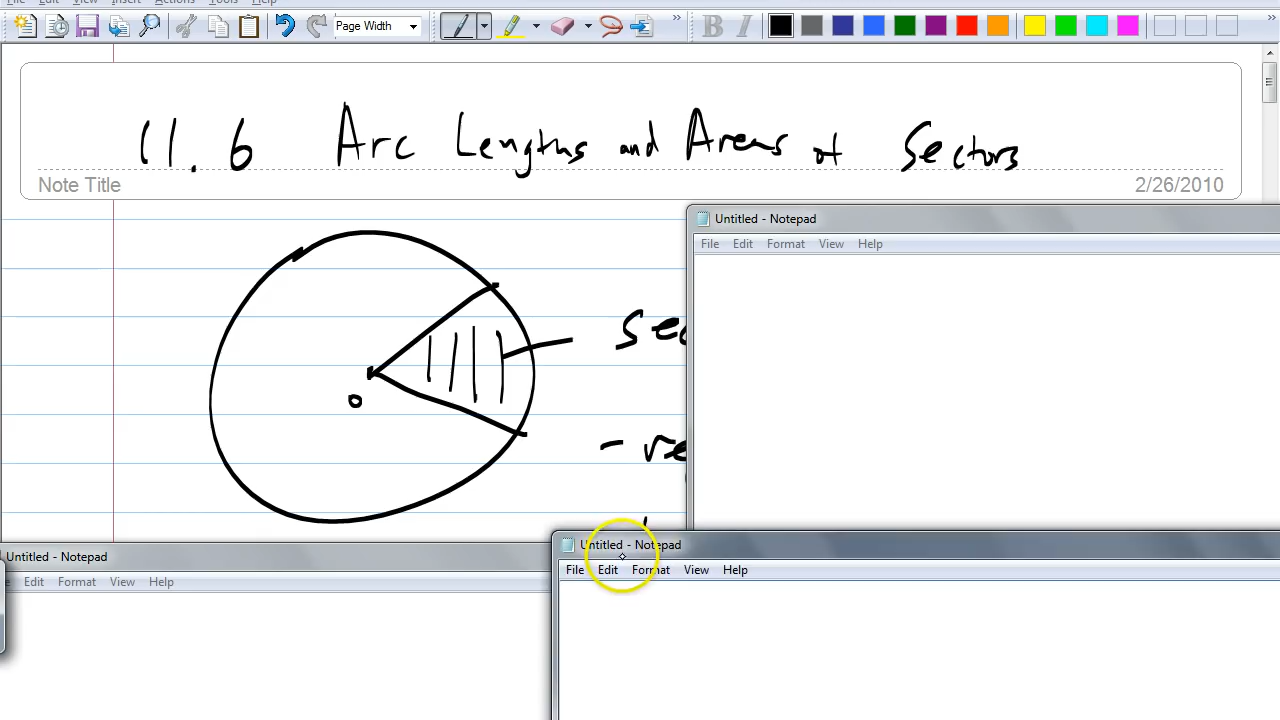 Page Width
B I
11.6 Arc Lengths and Areas of Sectors
Note Title
2/26/2010
Untitled - Notepad
File Edit Format View Help
o
Untitled - Notepad
File Edit Format View Help
Untitled - Notepad
Edit Format View Help